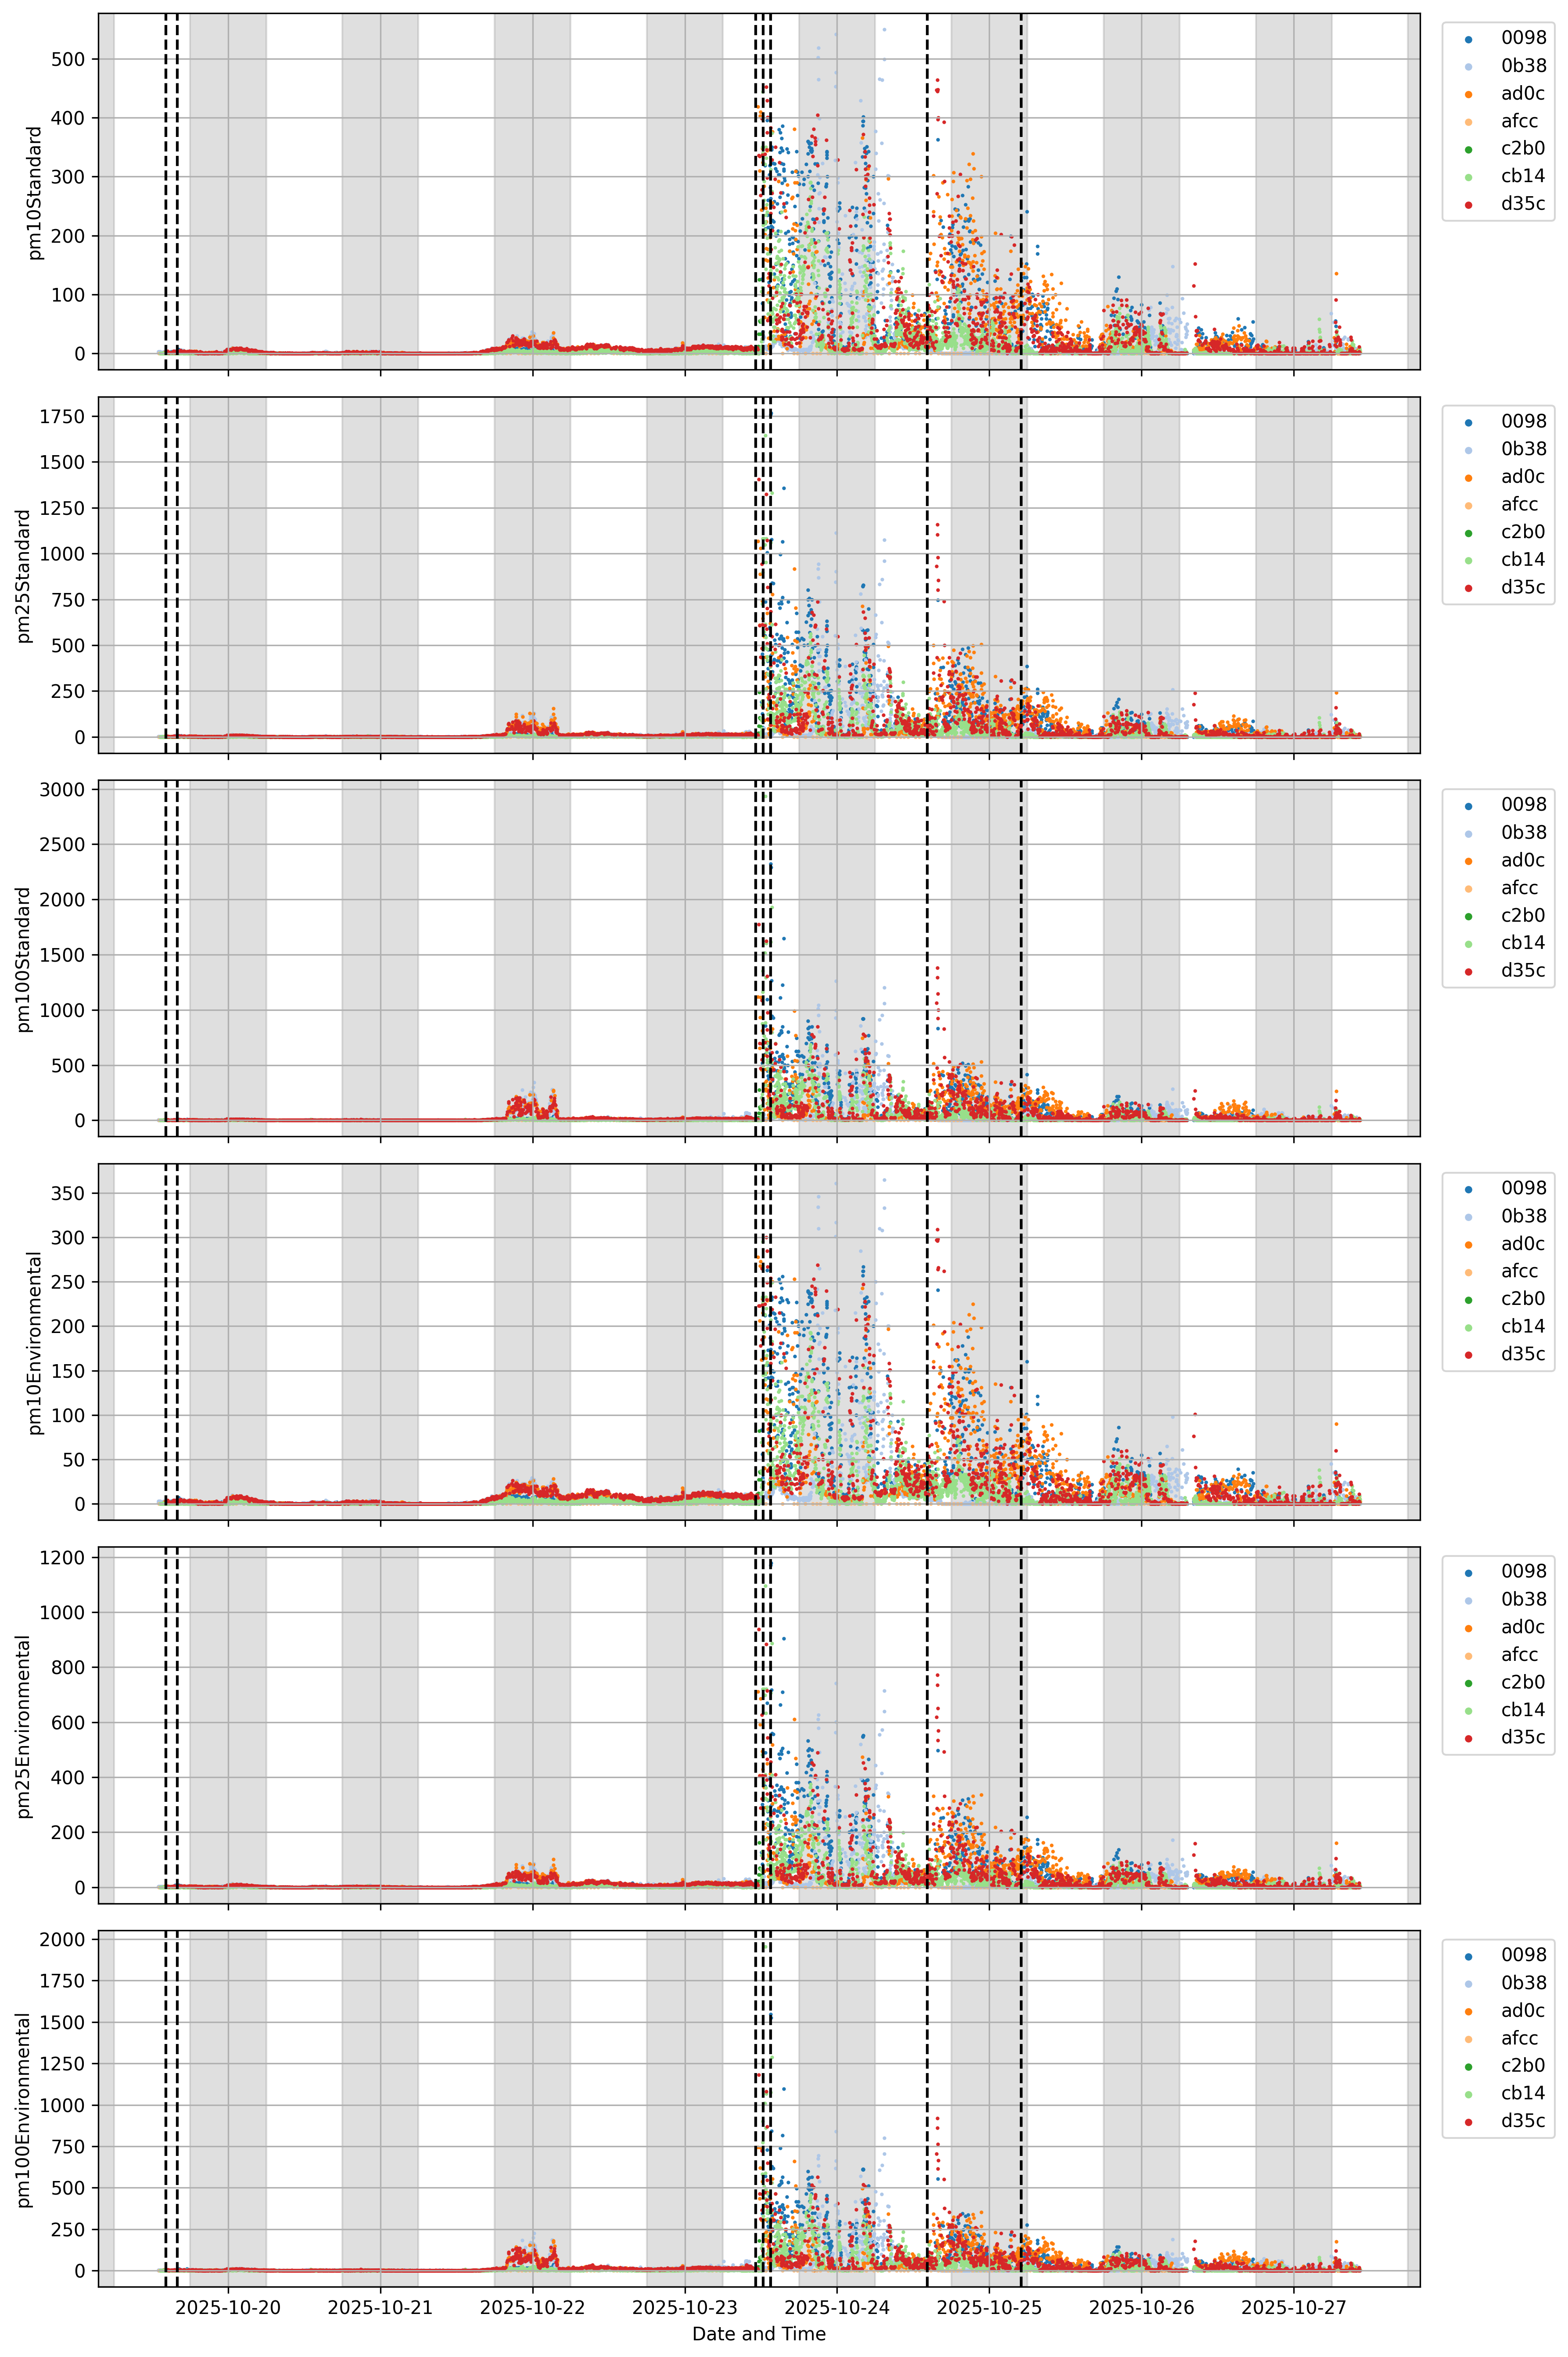 500
400
300
200
100
0
pm10Standard
0098
0b38
ad0c
afcc
c2b0
cb14
d35c
1750
1500
1250
1000
750
500
250
0
pm25Standard
0098
0b38
ad0c
afcc
c2b0
cb14
d35c
3000
2500
2000
1500
1000
500
0
pm100Standard
0098
0b38
ad0c
afcc
c2b0
cb14
d35c
350
300
250
200
150
100
50
0
pm10Environmental
0098
0b38
ad0c
afcc
c2b0
cb14
d35c
1200
1000
800
600
400
200
0
pm25Environmental
0098
0b38
ad0c
afcc
c2b0
cb14
d35c
2000
1750
1500
1250
1000
750
500
250
0
pm100Environmental
0098
0b38
ad0c
afcc
c2b0
cb14
d35c
2025-10-20 2025-10-21 2025-10-22 2025-10-23 2025-10-24 2025-10-25 2025-10-26 2025-10-27
Date and Time